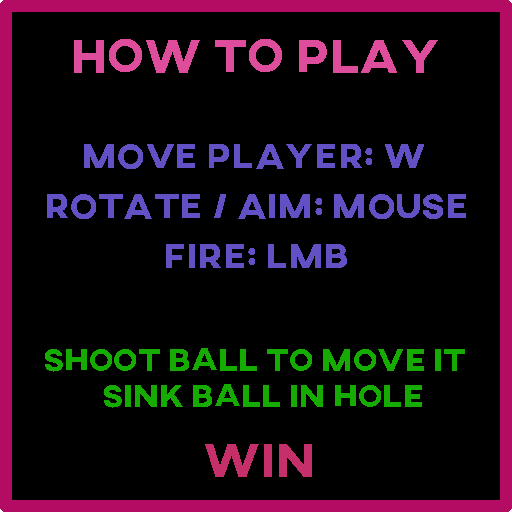 HOW TO PLAY
MOVE PLAYER: W
ROTATE / AIM: MOUSE
FIRE: LMB
SHOOT BALL TO MOVE IT
SINK BALL IN HOLE
WIN